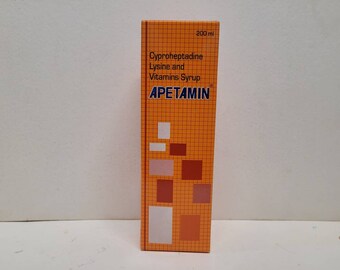 200 ml
Cyproheptadine
Lysine and
Vitamins Syrup
APETAMIN®